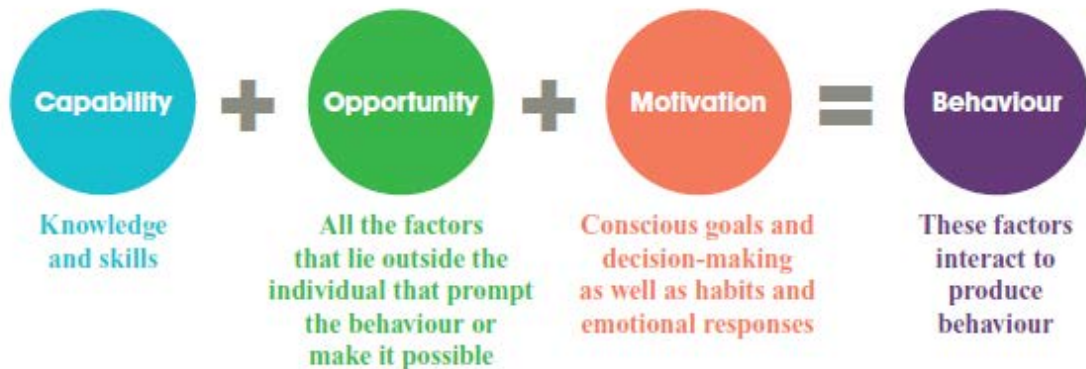 Capability + Opportunity + Motivation = Behaviour
Knowledge
and skills
All the factors
that lie outside the
individual that prompt
the behaviour or
make it possible
Conscious goals and
decision-making
as well as habits and
emotional responses
These factors
interact to
produce
behaviour